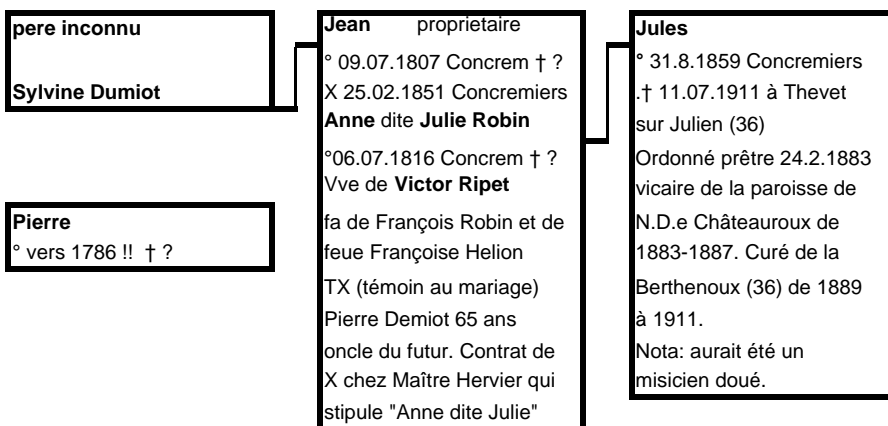 pere inconnu
Sylvine Dumiot
Pierre
° vers 1786 !! † ?
Jean proprietaire
° 09.07.1807 Concrem † ?
X 25.02.1851 Concremiers
Anne dite Julie Robin
°06.07.1816 Concrem † ?
Vve de Victor Ripet
fa de François Robin et de
feue Françoise Helion
TX (témoin au mariage)
Pierre Demiot 65 ans
oncle du futur. Contrat de
X chez Maître Hervier qui
stipule "Anne dite Julie"
Jules
° 31.8.1859 Concremiers
.† 11.07.1911 à Thevet
sur Julien (36)
Ordonné prêtre 24.2.1883
vicaire de la paroisse de
N.D.e Châteauroux de
1883-1887. Curé de la
Berthenoux (36) de 1889
à 1911.
Nota: aurait été un
misicien doué.